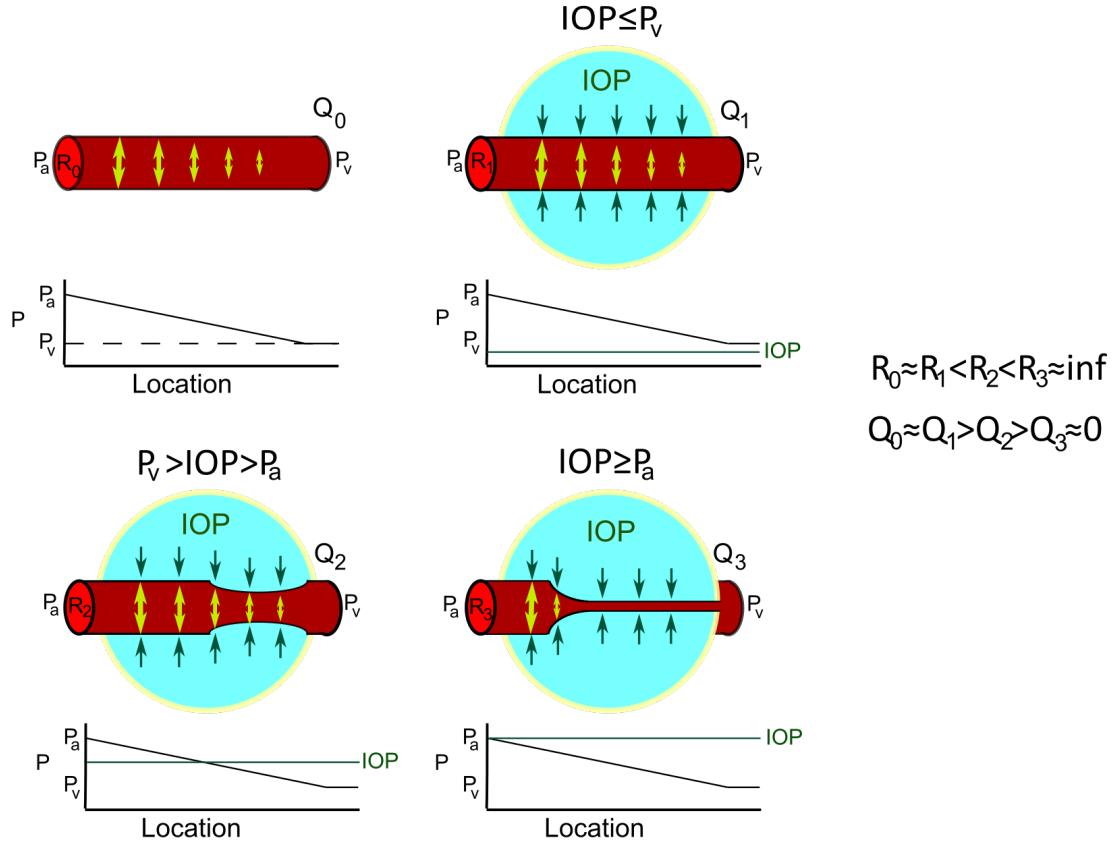 Q₀
Pₐ R₀ Pᵥ
Pₐ
P
Pᵥ
Location
IOP≤Pᵥ
IOP
Q₁
Pₐ R₁ Pᵥ
Pₐ
P
Pᵥ IOP
Location
R₀≈R₁<R₂<R₃≈inf
Q₀≈Q₁>Q₂>Q₃≈0
Pᵥ>IOP>Pₐ
IOP
Q₂
Pₐ R₂ Pᵥ
Pₐ
P IOP
Pᵥ
Location
IOP≥Pₐ
IOP
Q₃
Pₐ R₃ Pᵥ
Pₐ IOP
P
Pᵥ
Location